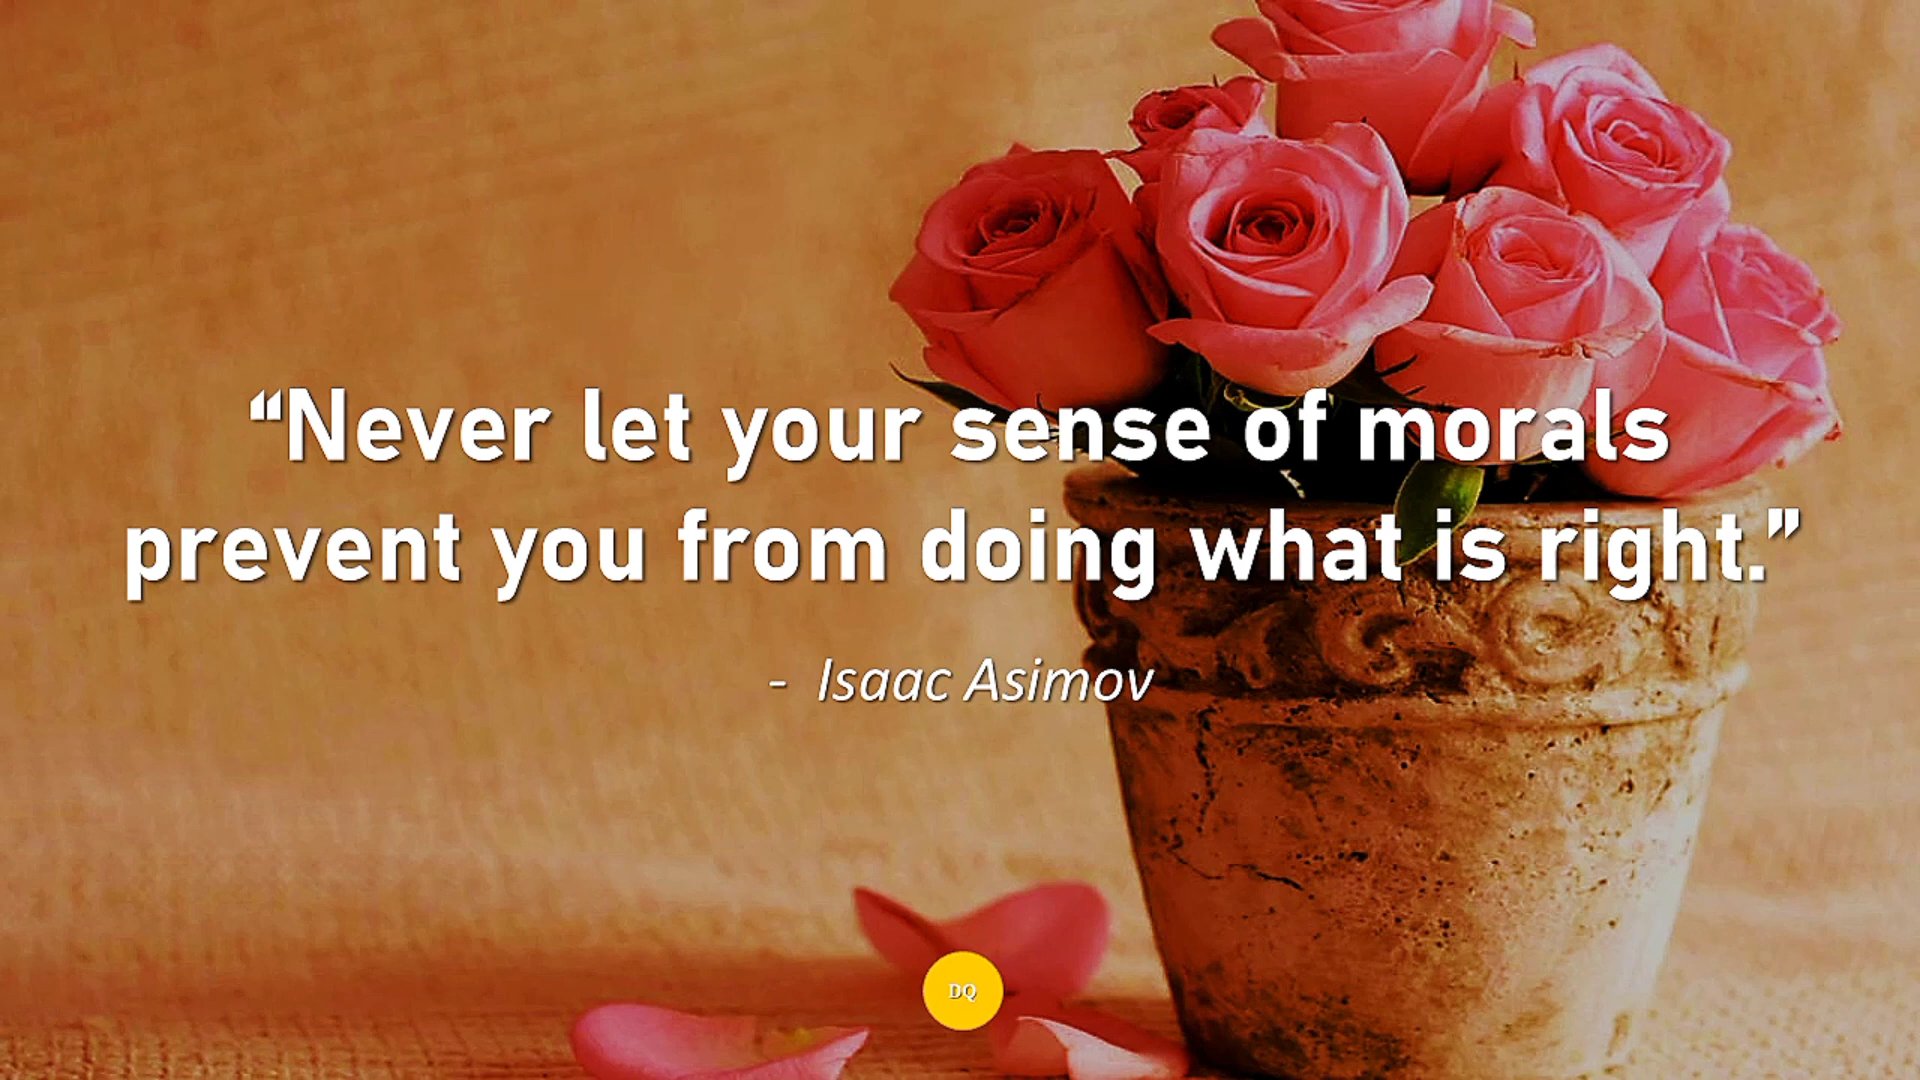 “Never let your sense of morals
prevent you from doing what is right.”
- Isaac Asimov
DQ